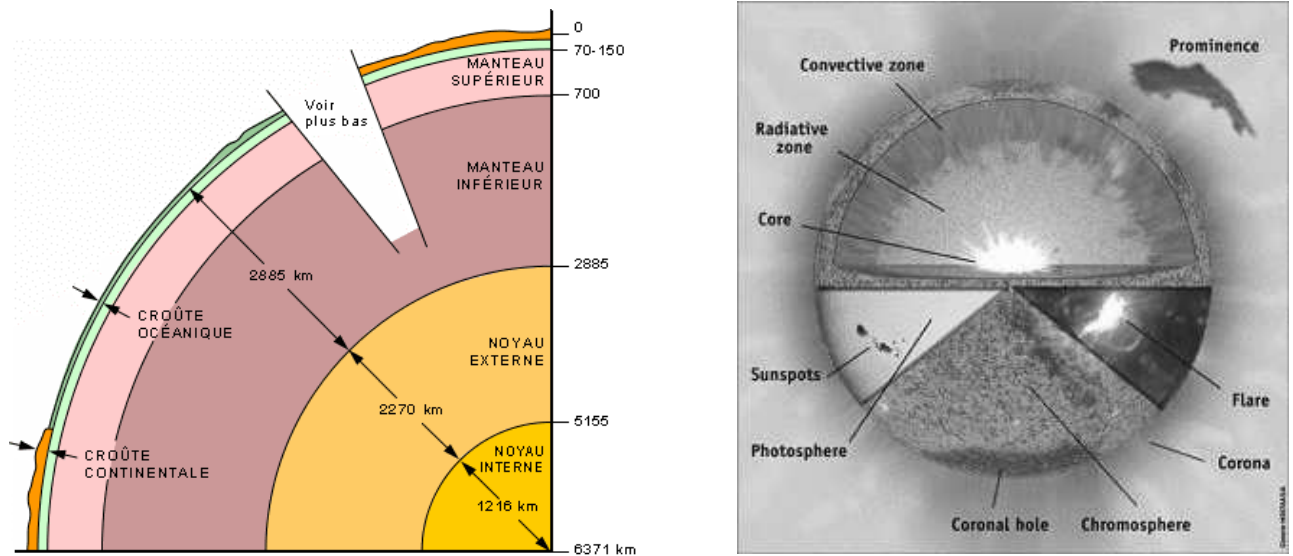 0
70-150
MANTEAU
SUPÉRIEUR
700
Voir
plus bas
MANTEAU
INFÉRIEUR
2885 km
2885
CROÛTE
OCÉANIQUE
NOYAU
EXTERNE
2270 km
5155
NOYAU
INTERNE
CROÛTE
CONTINENTALE
1216 km
6371 km
Prominence
Convective zone
Radiative
zone
Core
Sunspots
Flare
Photosphere
Corona
Coronal hole
Chromosphere